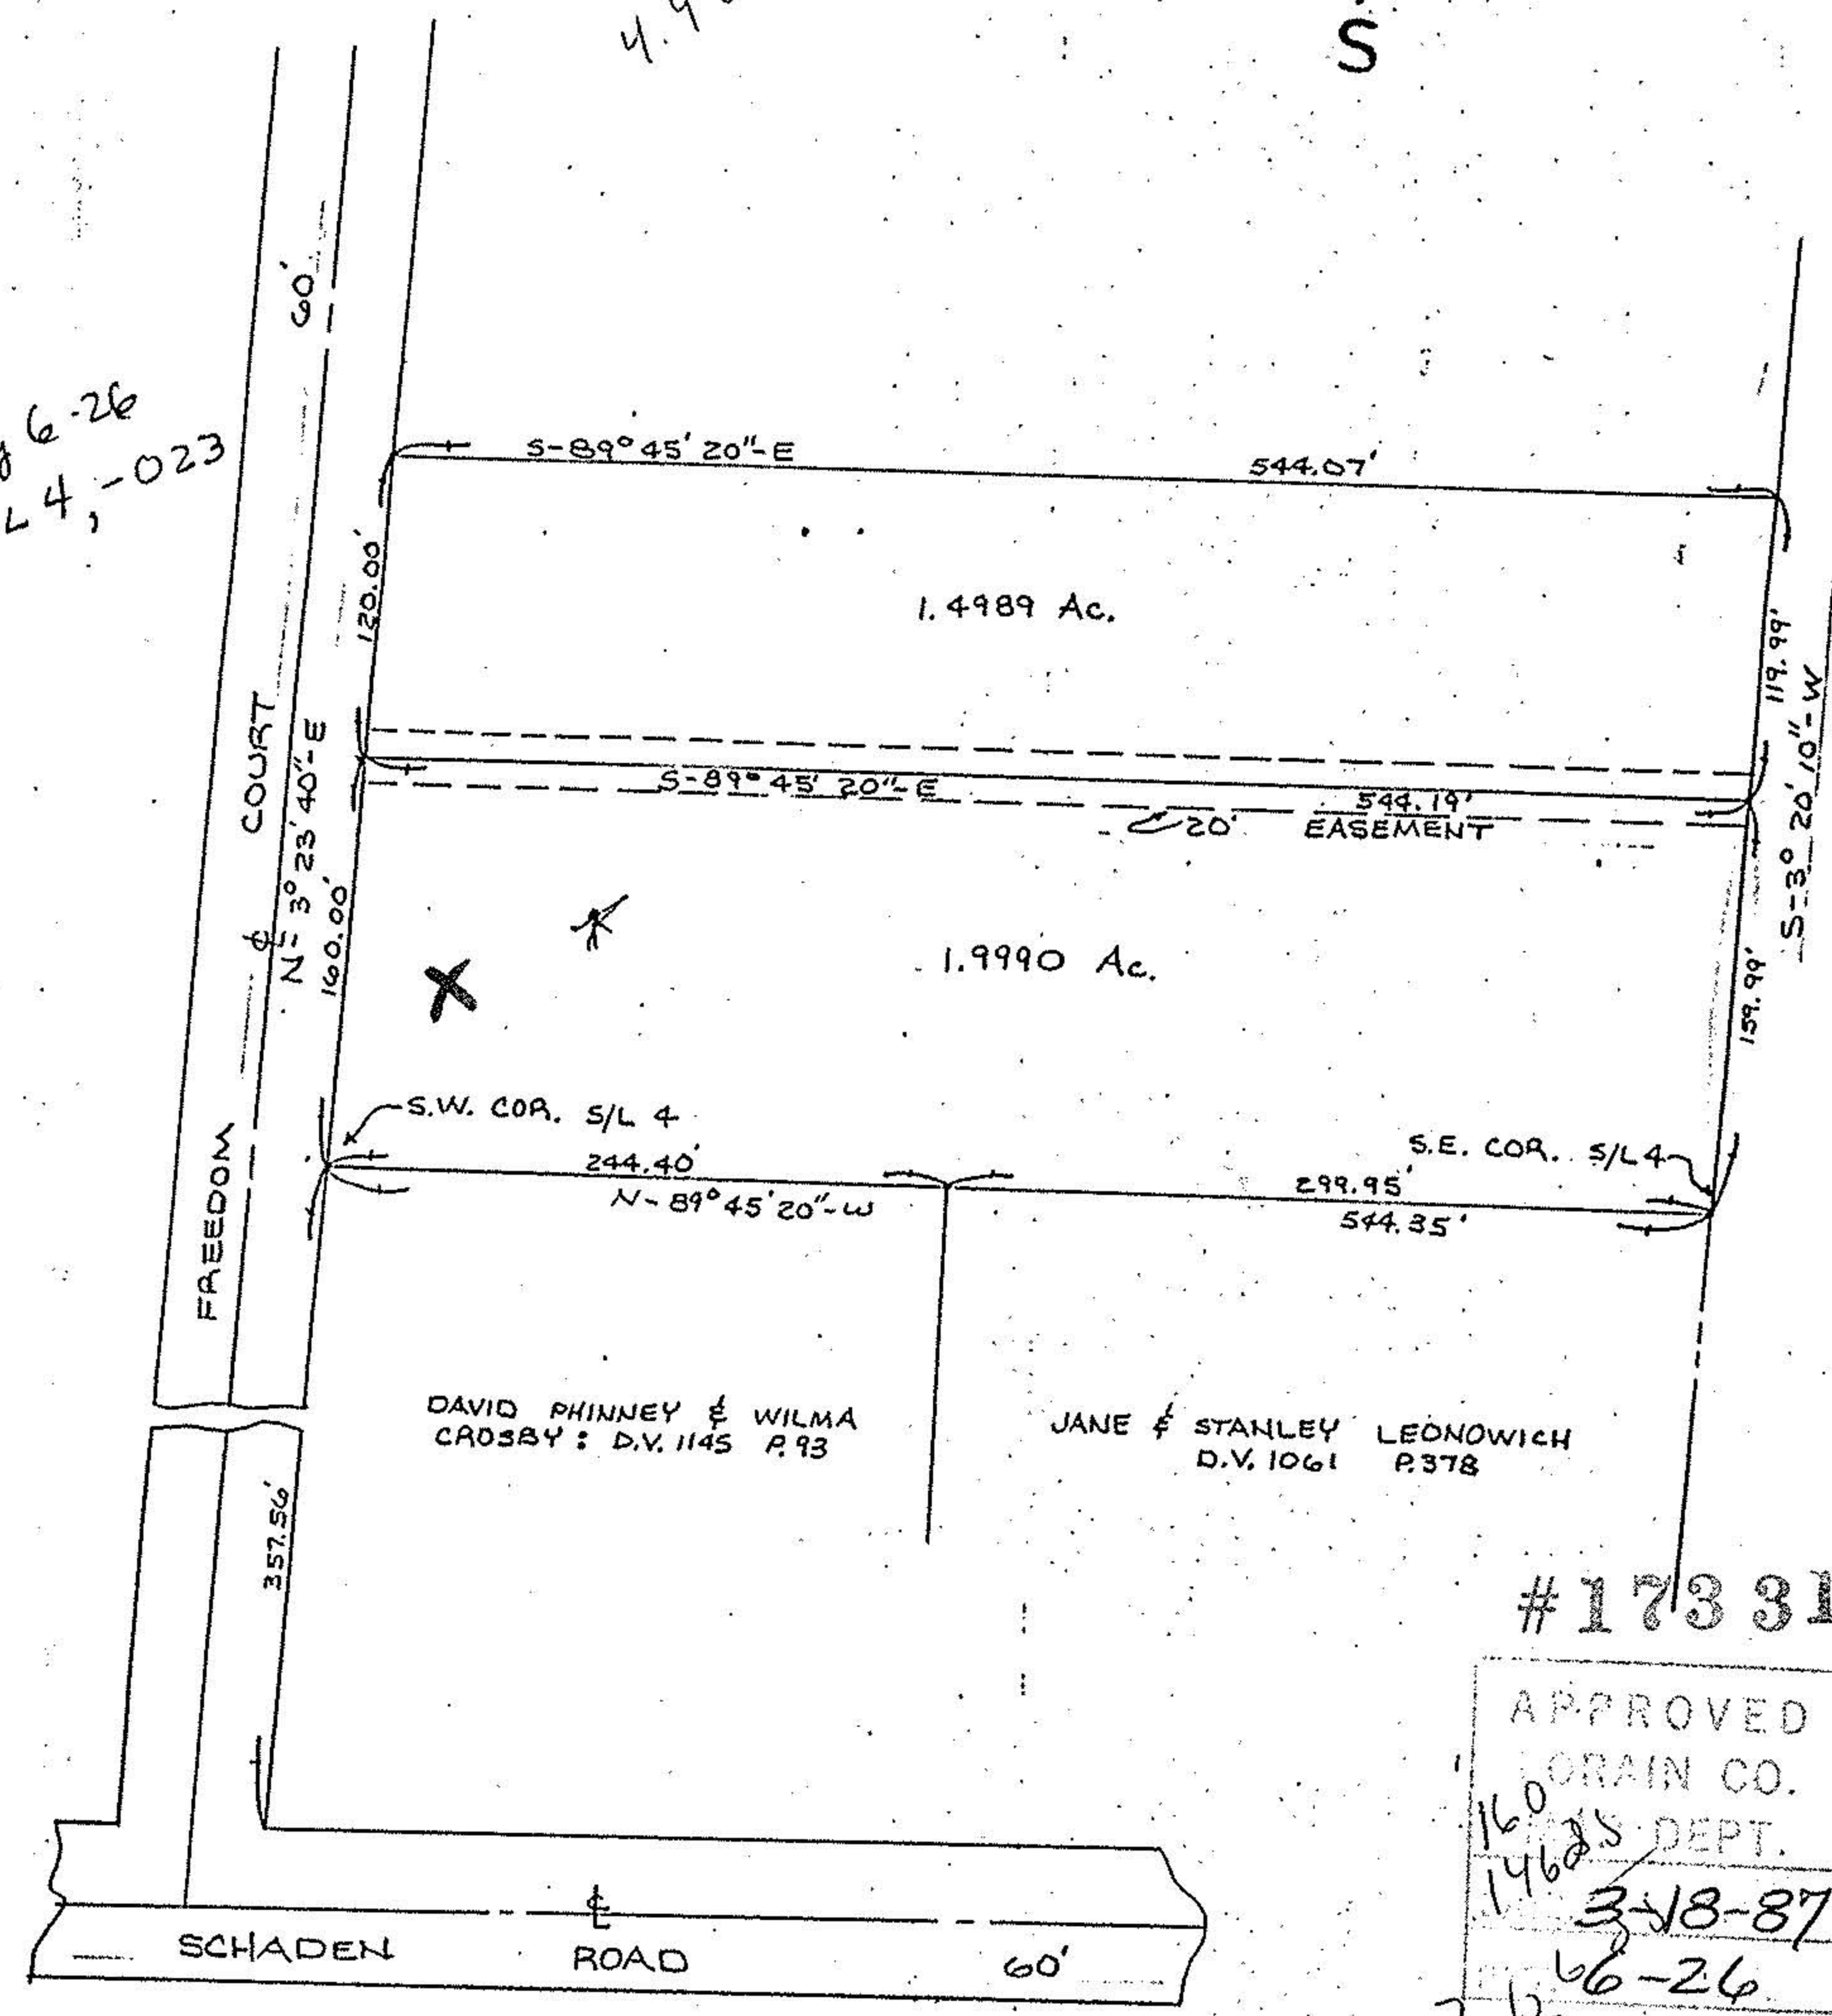 S
6-26
4, -023
60'
S-89° 45' 20"-E
544.07'
120.00'
1.4989 Ac.
119.99'
S-3° 20' 10"-W
S-89° 45' 20"-E
544.19'
20' EASEMENT
FREEDOM ℄ COURT
N-3° 23' 40"-E
160.00'
1.9990 Ac.
159.99'
S.W. COR. S/L 4
S.E. COR. S/L 4
244.40'
299.95'
N-89° 45' 20"-W
544.35'
DAVID PHINNEY & WILMA
CROSBY : D.V. 1145 P. 93
JANE & STANLEY LEONOWICH
D.V. 1061 P. 378
357.56'
#17331
APPROVED
LORAIN CO.
160
DEPT.
3-18-87
6-26
℄
SCHADEN ROAD 60'